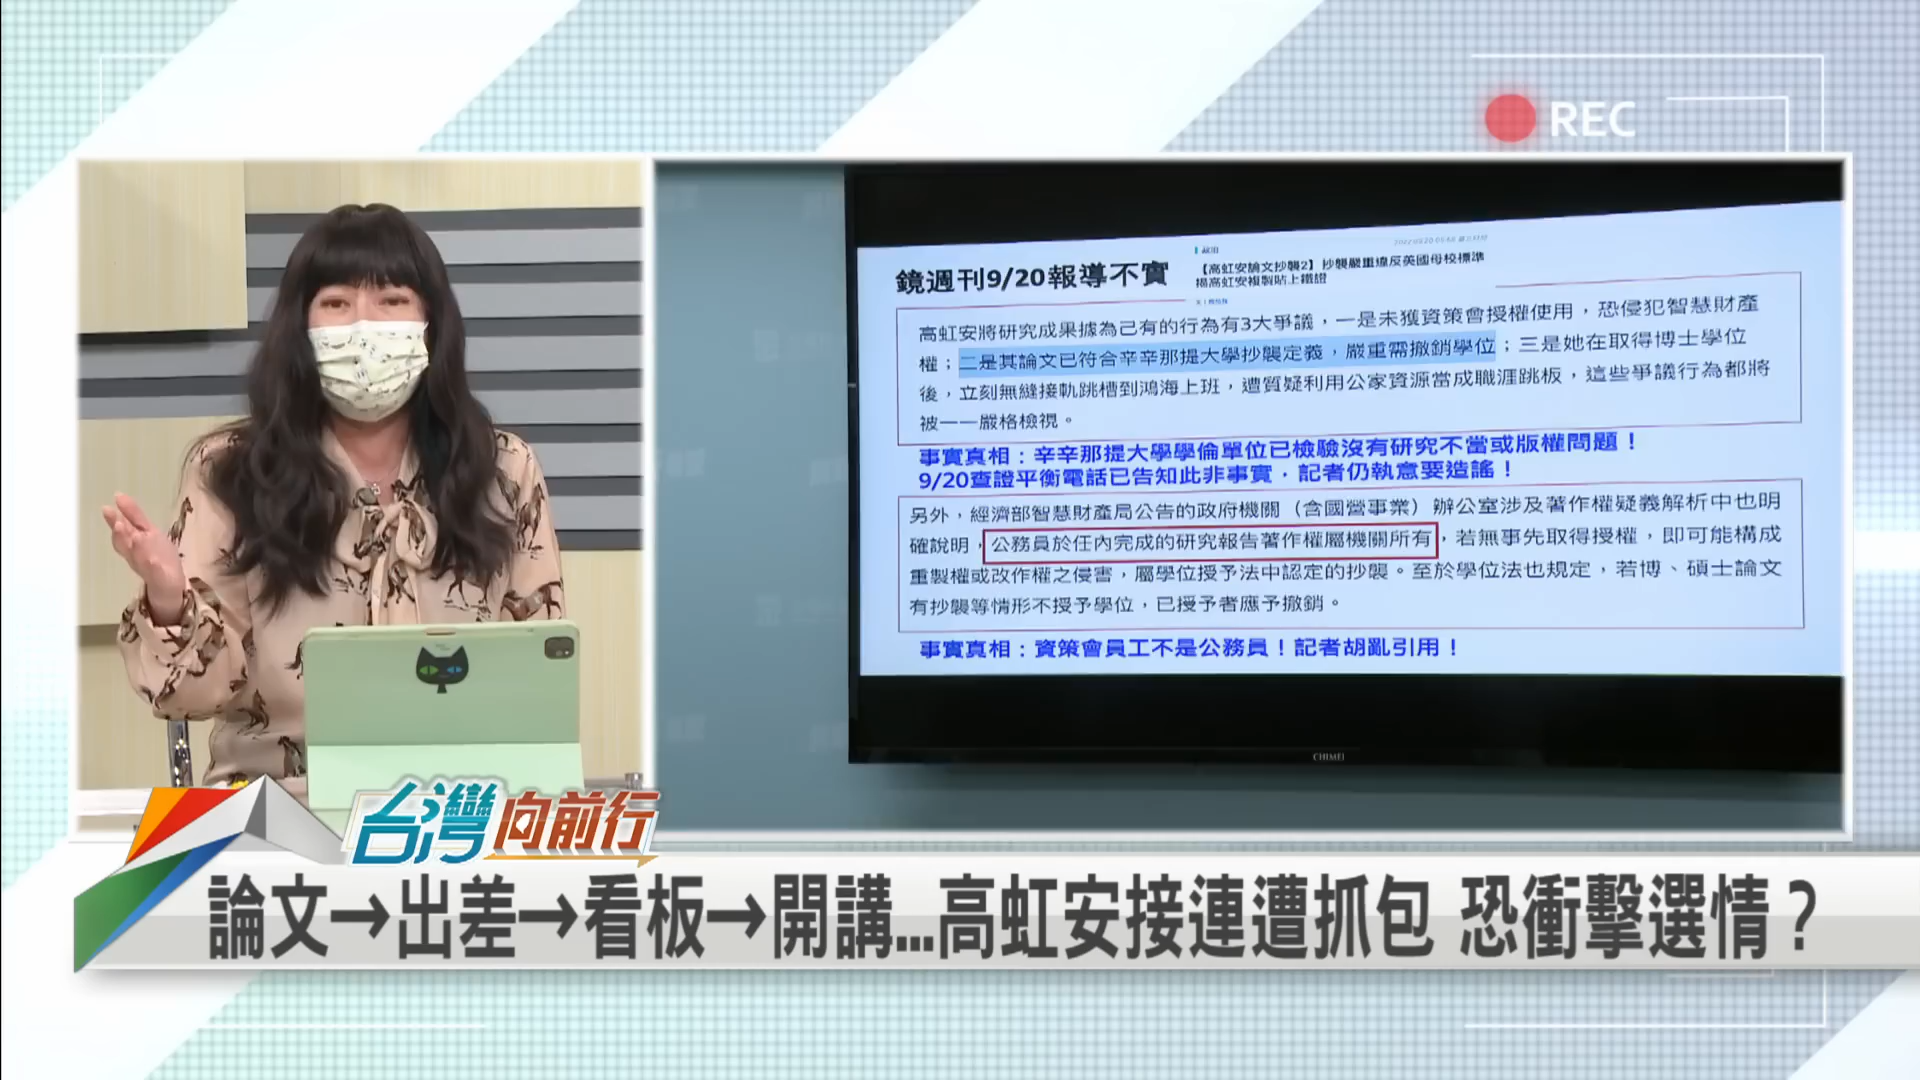 REC
政治
【高虹安論文抄襲2】抄襲嚴重違反美國母校標準
揭高虹安複製貼上鐵證
鏡週刊9/20報導不實
高虹安將研究成果據為己有的行為有3大爭議，一是未獲資策會授權使用，恐侵犯智慧財產
權；二是其論文已符合辛辛那提大學抄襲定義，嚴重需撤銷學位；三是她在取得博士學位
後，立刻無縫接軌跳槽到鴻海上班，遭質疑利用公家資源當成職涯跳板，這些爭議行為都將
被一一嚴格檢視。
事實真相：辛辛那提大學學倫單位已檢驗沒有研究不當或版權問題！
9/20查證平衡電話已告知此非事實，記者仍執意要造謠！
另外，經濟部智慧財產局公告的政府機關（含國營事業）辦公室涉及著作權疑義解析中也明
確說明，公務員於任內完成的研究報告著作權屬機關所有，若無事先取得授權，即可能構成
重製權或改作權之侵害，屬學位授予法中認定的抄襲。至於學位法也規定，若博、碩士論文
有抄襲等情形不授予學位，已授予者應予撤銷。
事實真相：資策會員工不是公務員！記者胡亂引用！
CHIMEI
台灣向前行
論文→出差→看板→開講...高虹安接連遭抓包 恐衝擊選情？